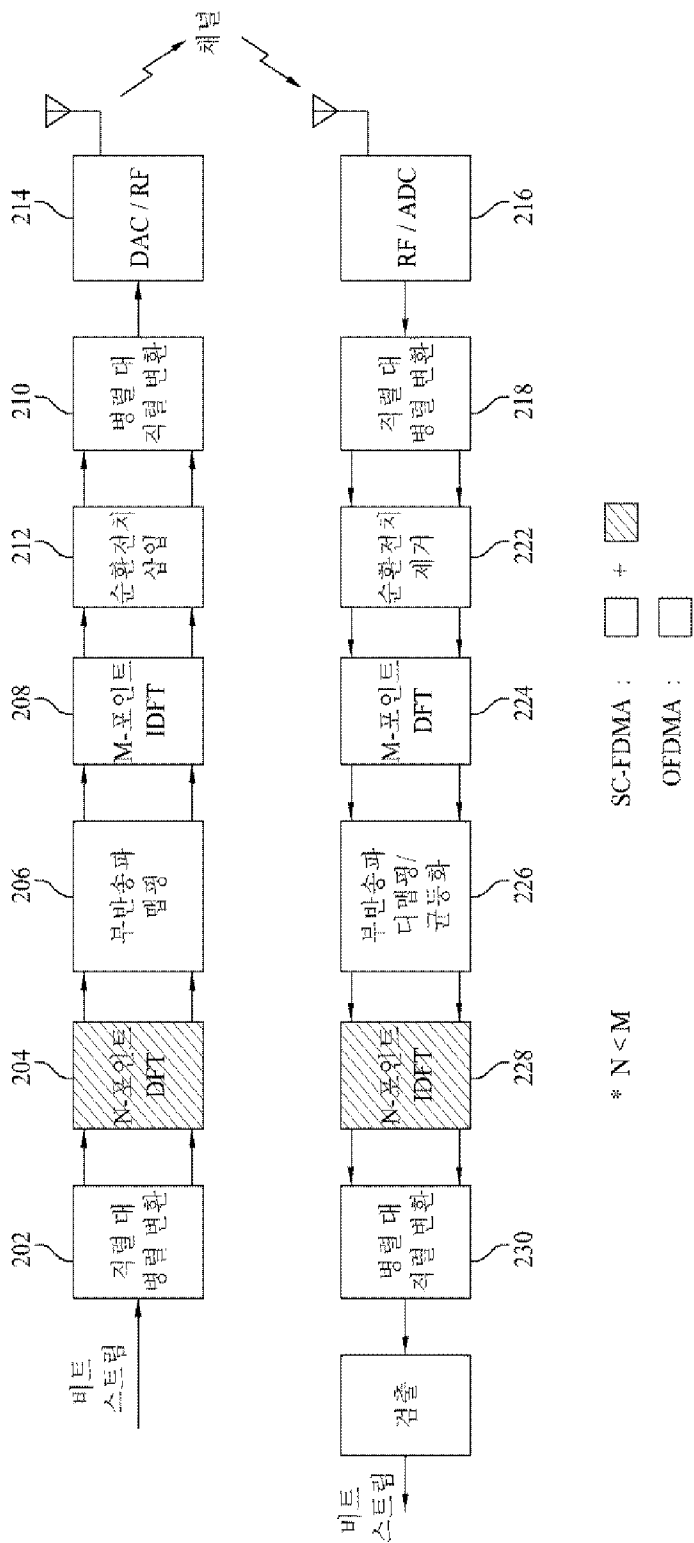 비트
스트림
202
직렬 대
병렬 변환
204
N-포인트
DFT
206
부반송파
맵핑
208
M-포인트
IDFT
212
순환전치
삽입
210
병렬 대
직렬 변환
214
DAC / RF
채널
비트
스트림
검출
병렬 대
직렬 변환
230
N-포인트
IDFT
228
부반송파
디맵핑/
균등화
226
M-포인트
DFT
224
순환전치
제거
222
직렬 대
병렬 변환
218
RF / ADC
216
* N < M
SC-FDMA : +
OFDMA :